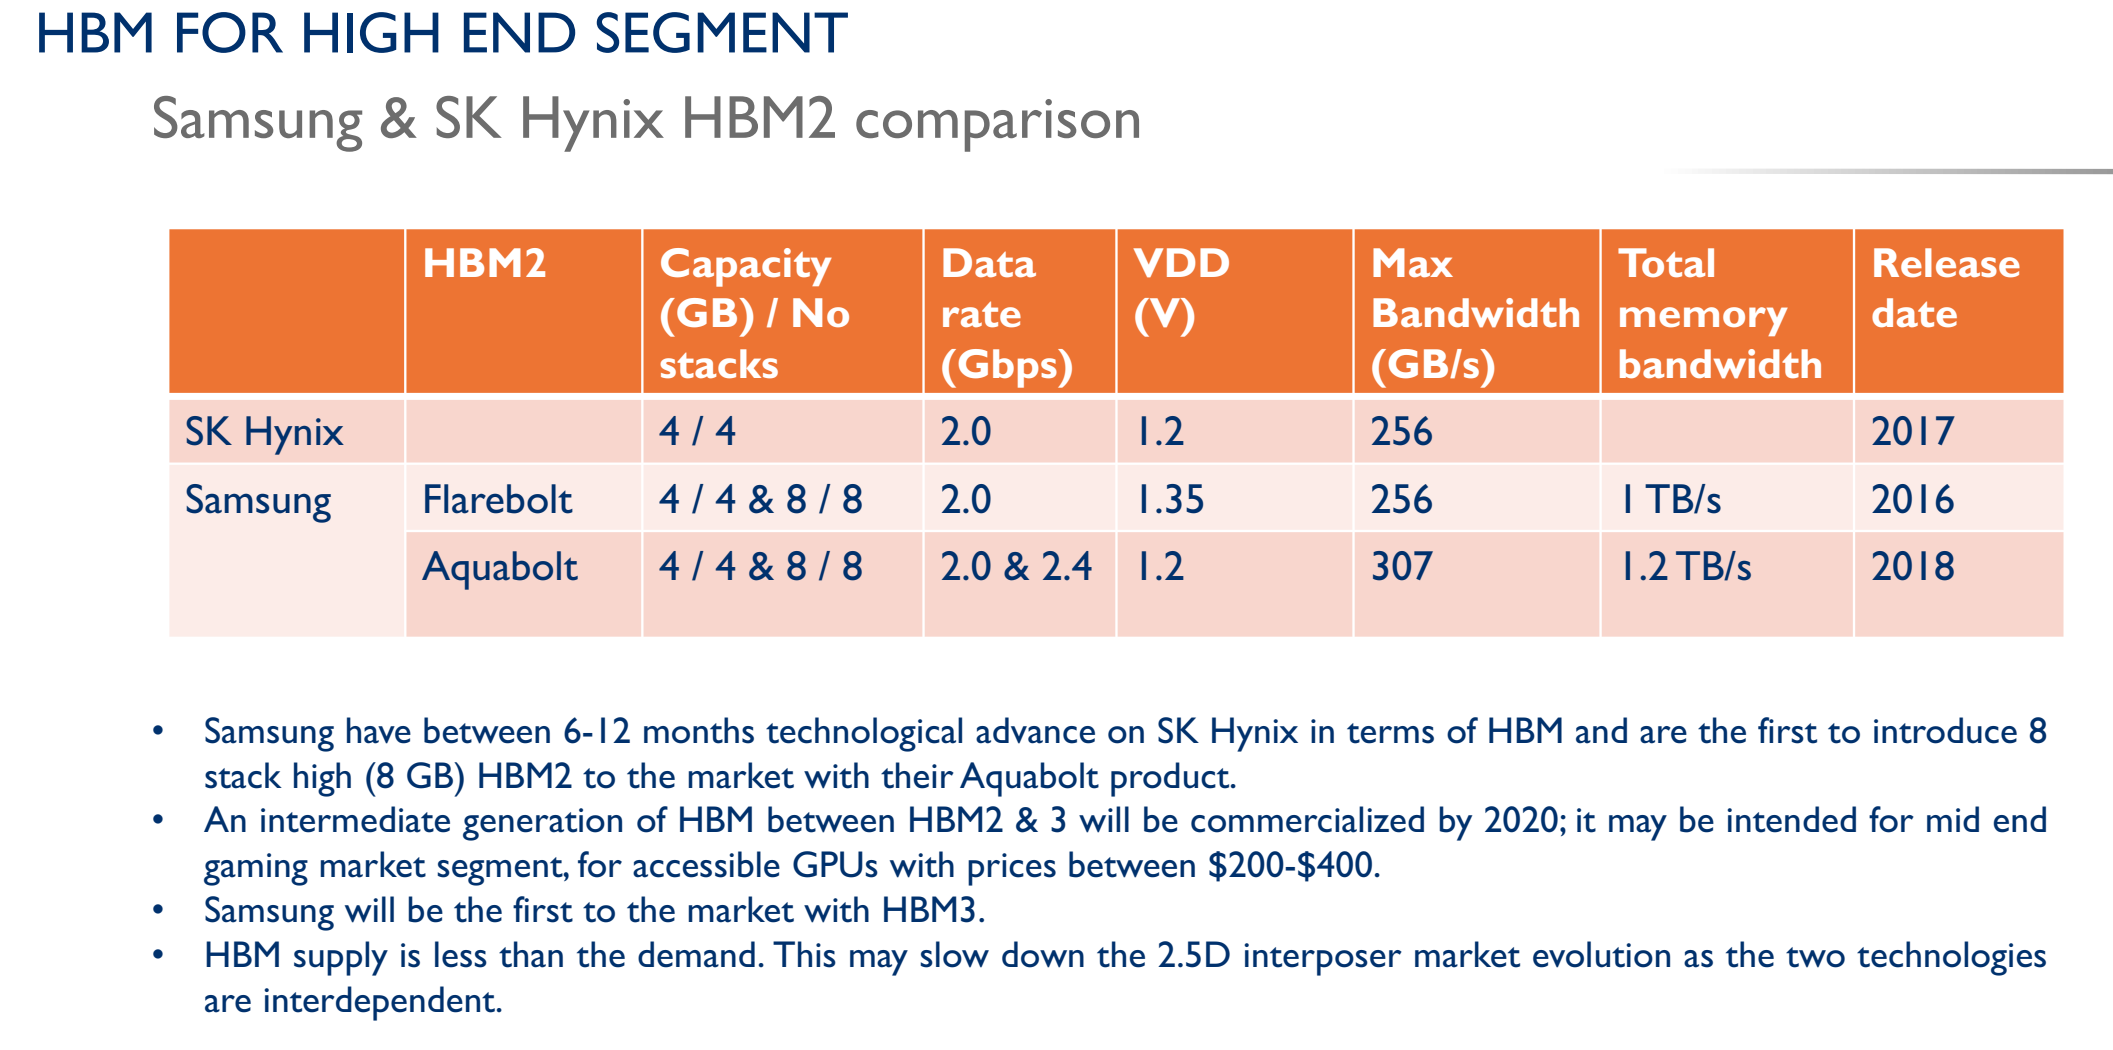 HBM FOR HIGH END SEGMENT
Samsung & SK Hynix HBM2 comparison
HBM2 Capacity (GB) / No stacks Data rate (Gbps) VDD (V) Max Bandwidth (GB/s) Total memory bandwidth Release date
SK Hynix 4 / 4 2.0 1.2 256 2017
Samsung Flarebolt 4 / 4 & 8 / 8 2.0 1.35 256 1 TB/s 2016
Aquabolt 4 / 4 & 8 / 8 2.0 & 2.4 1.2 307 1.2 TB/s 2018
• Samsung have between 6-12 months technological advance on SK Hynix in terms of HBM and are the first to introduce 8
stack high (8 GB) HBM2 to the market with their Aquabolt product.
• An intermediate generation of HBM between HBM2 & 3 will be commercialized by 2020; it may be intended for mid end
gaming market segment, for accessible GPUs with prices between $200-$400.
• Samsung will be the first to the market with HBM3.
• HBM supply is less than the demand. This may slow down the 2.5D interposer market evolution as the two technologies
are interdependent.